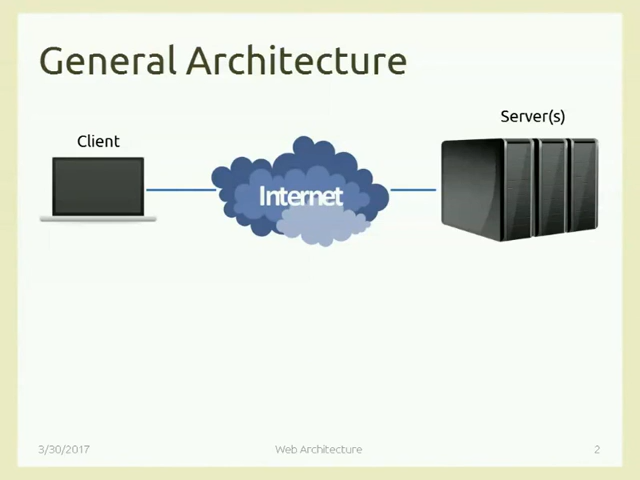 General Architecture
Server(s)
Client
Internet
3/30/2017
Web Architecture
2